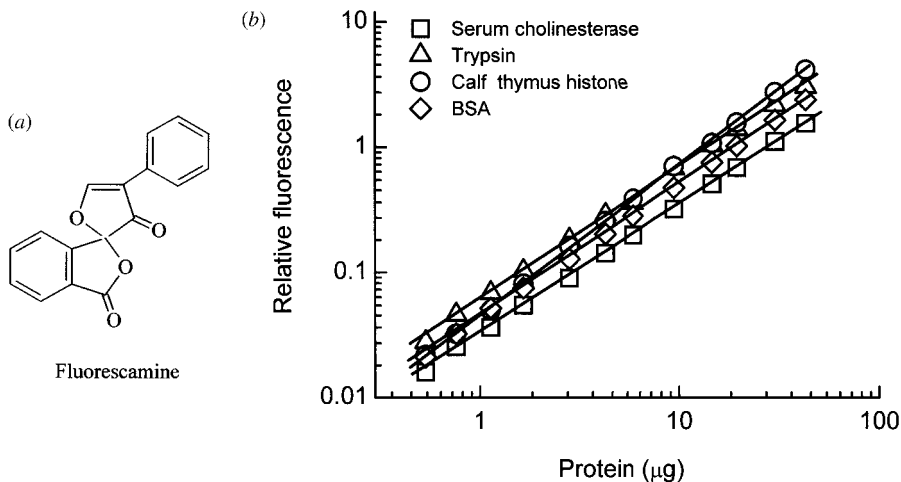 (a)
O
O
O
O
Fluorescamine
(b)
Serum cholinesterase
Trypsin
Calf thymus histone
BSA
Relative fluorescence
10
1
0.1
0.01
1
10
100
Protein (μg)